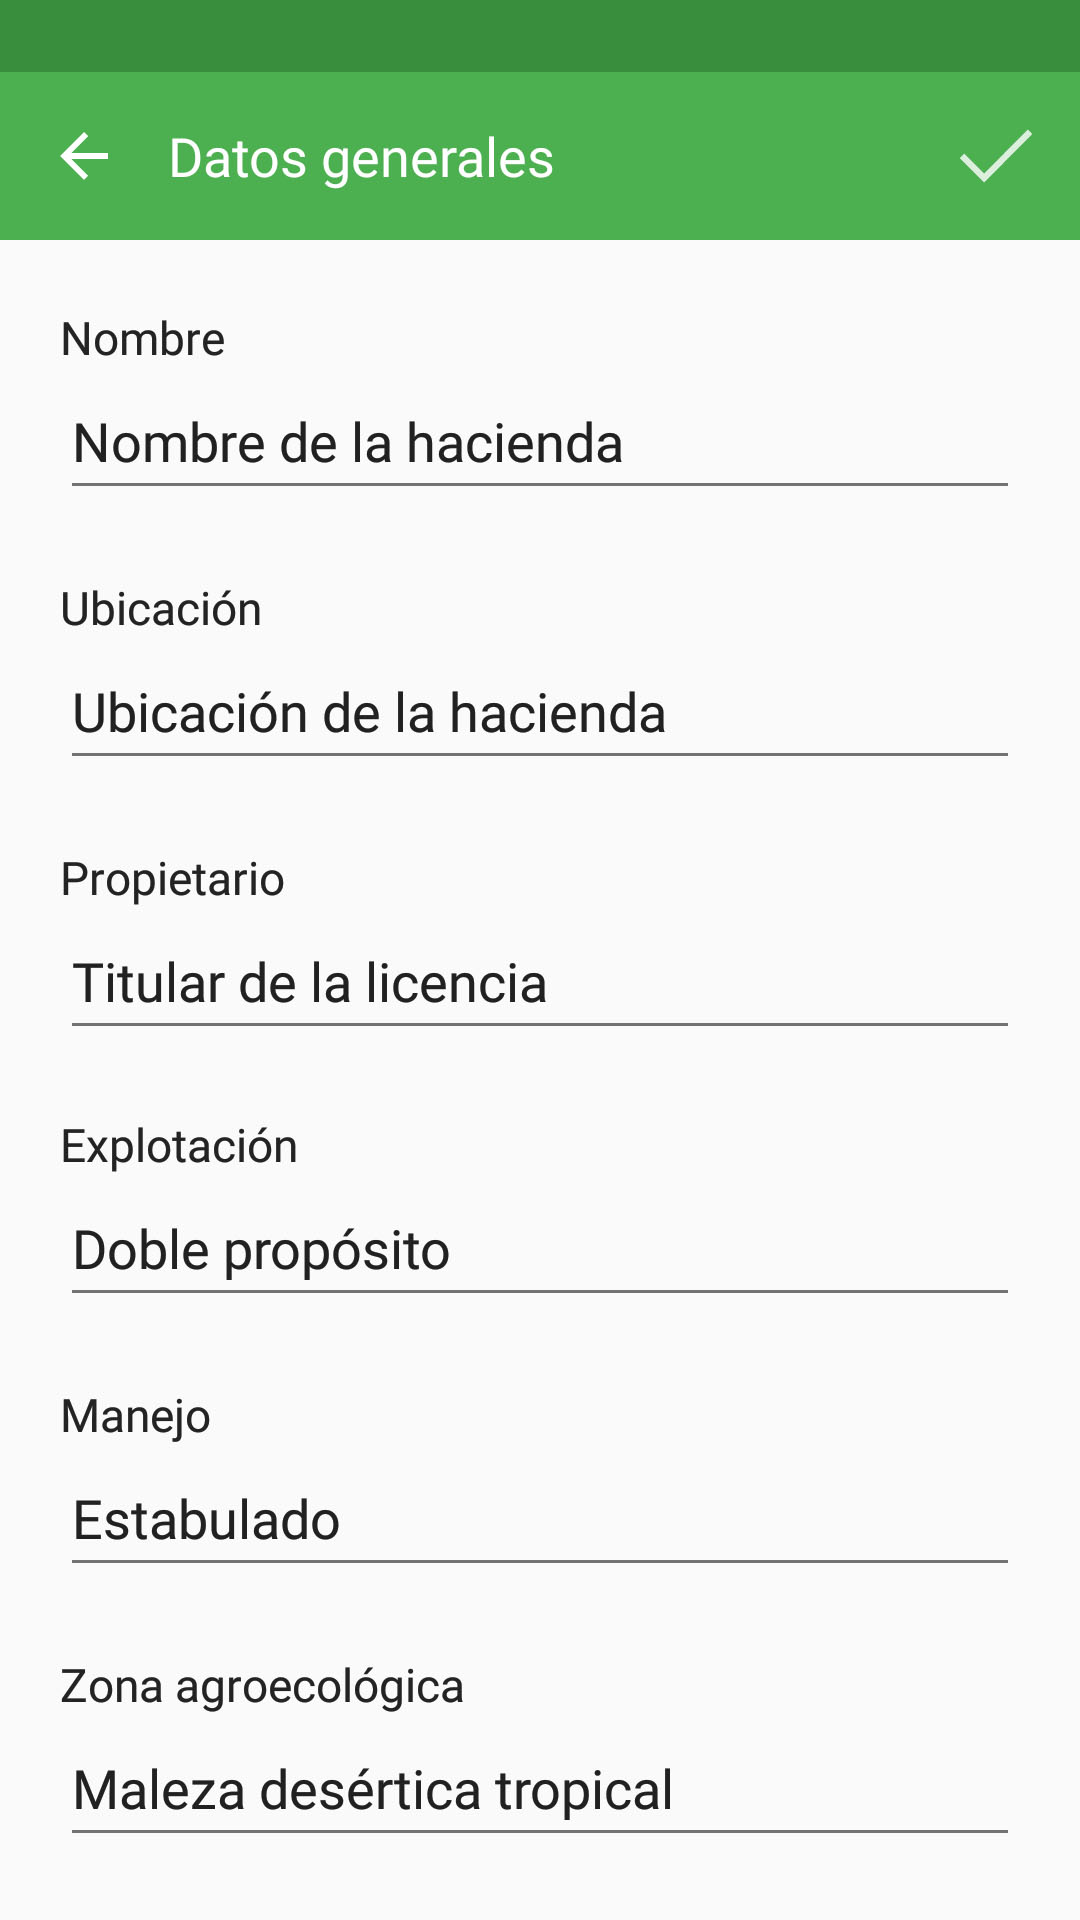 Datos generales
Nombre
Nombre de la hacienda
Ubicación
Ubicación de la hacienda
Propietario
Titular de la licencia
Explotación
Doble propósito
Manejo
Estabulado
Zona agroecológica
Maleza desértica tropical